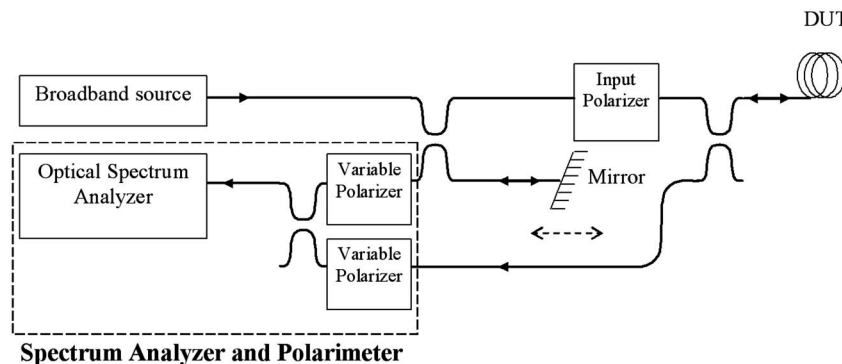 DUT
Broadband source
Input
Polarizer
Optical Spectrum
Analyzer
Variable
Polarizer
Mirror
Variable
Polarizer
Spectrum Analyzer and Polarimeter